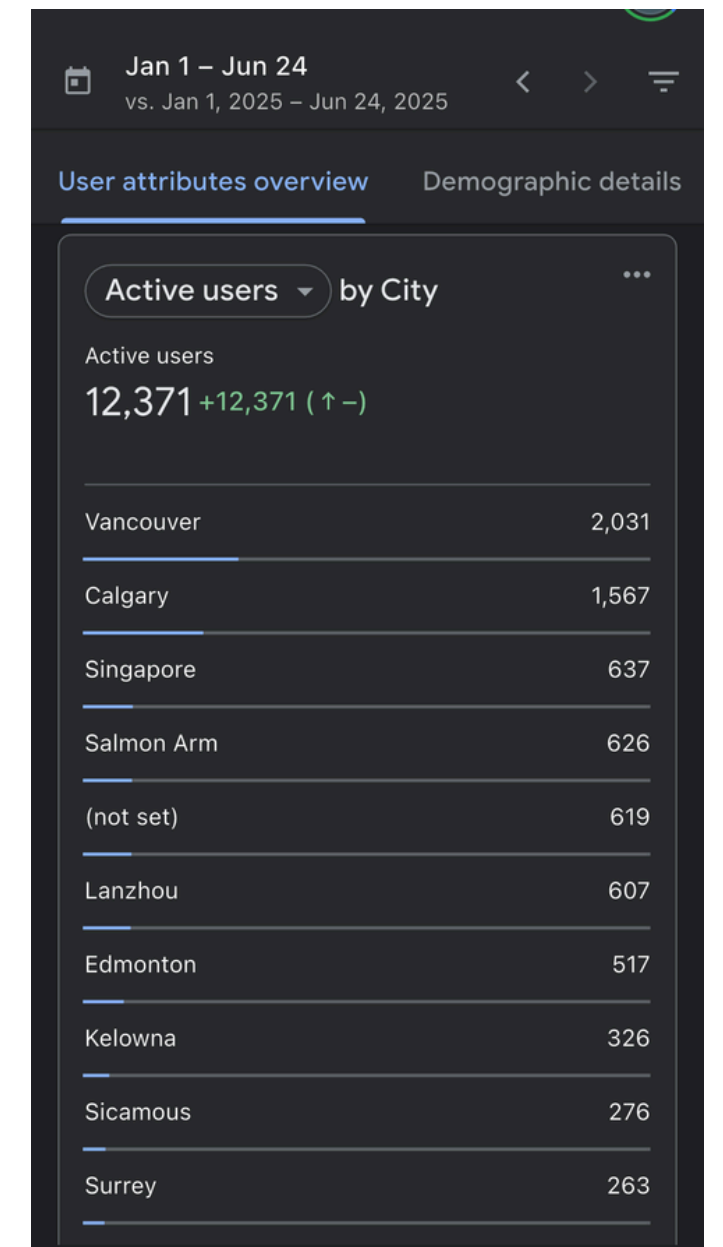 Jan 1 – Jun 24
vs. Jan 1, 2025 – Jun 24, 2025
User attributes overview Demographic details
Active users by City
Active users
12,371 +12,371 (↑ –)
Vancouver 2,031
Calgary 1,567
Singapore 637
Salmon Arm 626
(not set) 619
Lanzhou 607
Edmonton 517
Kelowna 326
Sicamous 276
Surrey 263